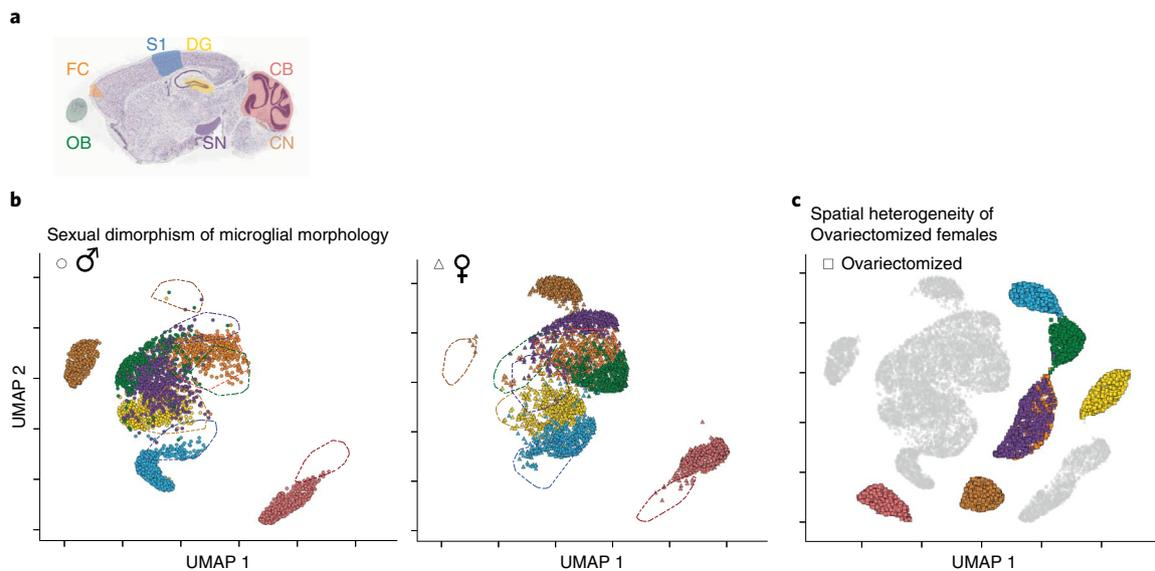 a
S1 DG
FC CB
OB SN CN
b
Sexual dimorphism of microglial morphology
♂ ♀
UMAP 2
UMAP 1 UMAP 1
c
Spatial heterogeneity of
Ovariectomized females
Ovariectomized
UMAP 1